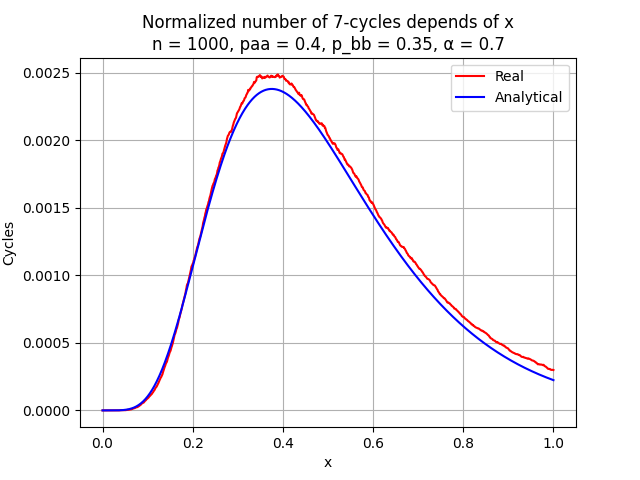 Normalized number of 7-cycles depends of x
n = 1000, paa = 0.4, p_bb = 0.35, α = 0.7
Real
Analytical
Cycles
0.0025
0.0020
0.0015
0.0010
0.0005
0.0000
0.0 0.2 0.4 0.6 0.8 1.0
x